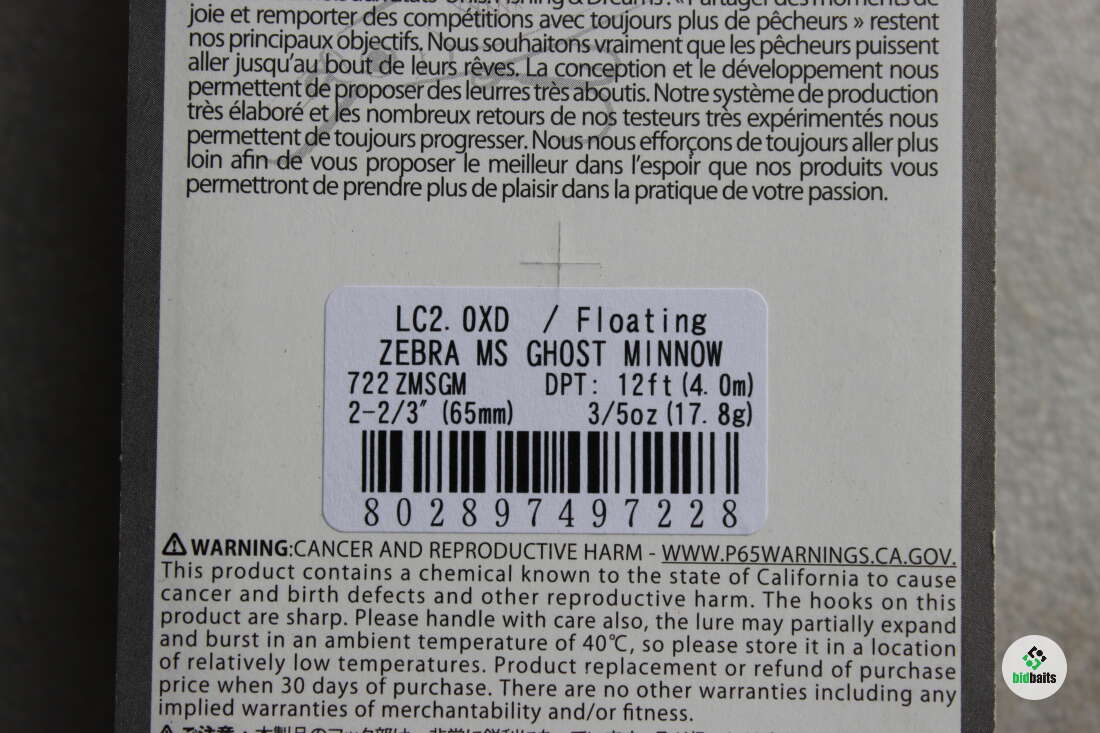 joie et remporter des compétitions avec toujours plus de pêcheurs » restent
nos principaux objectifs. Nous souhaitons vraiment que les pêcheurs puissent
aller jusqu'au bout de leurs rêves. La conception et le développement nous
permettent de proposer des leurres très aboutis. Notre système de production
très élaboré et les nombreux retours de nos testeurs très expérimentés nous
permettent de toujours progresser. Nous nous efforçons de toujours aller plus
loin afin de vous proposer le meilleur dans l'espoir que nos produits vous
permettront de prendre plus de plaisir dans la pratique de votre passion.
LC2.0XD / Floating
ZEBRA MS GHOST MINNOW
722 ZMSGM DPT: 12ft (4.0m)
2-2/3″ (65mm) 3/5oz (17.8g)
802897497228
⚠WARNING:CANCER AND REPRODUCTIVE HARM - WWW.P65WARNINGS.CA.GOV.
This product contains a chemical known to the state of California to cause
cancer and birth defects and other reproductive harm. The hooks on this
product are sharp. Please handle with care also, the lure may partially expand
and burst in an ambient temperature of 40℃, so please store it in a location
of relatively low temperatures. Product replacement or refund of purchase
price when 30 days of purchase. There are no other warranties including any
implied warranties of merchantability and/or fitness.
bidbaits